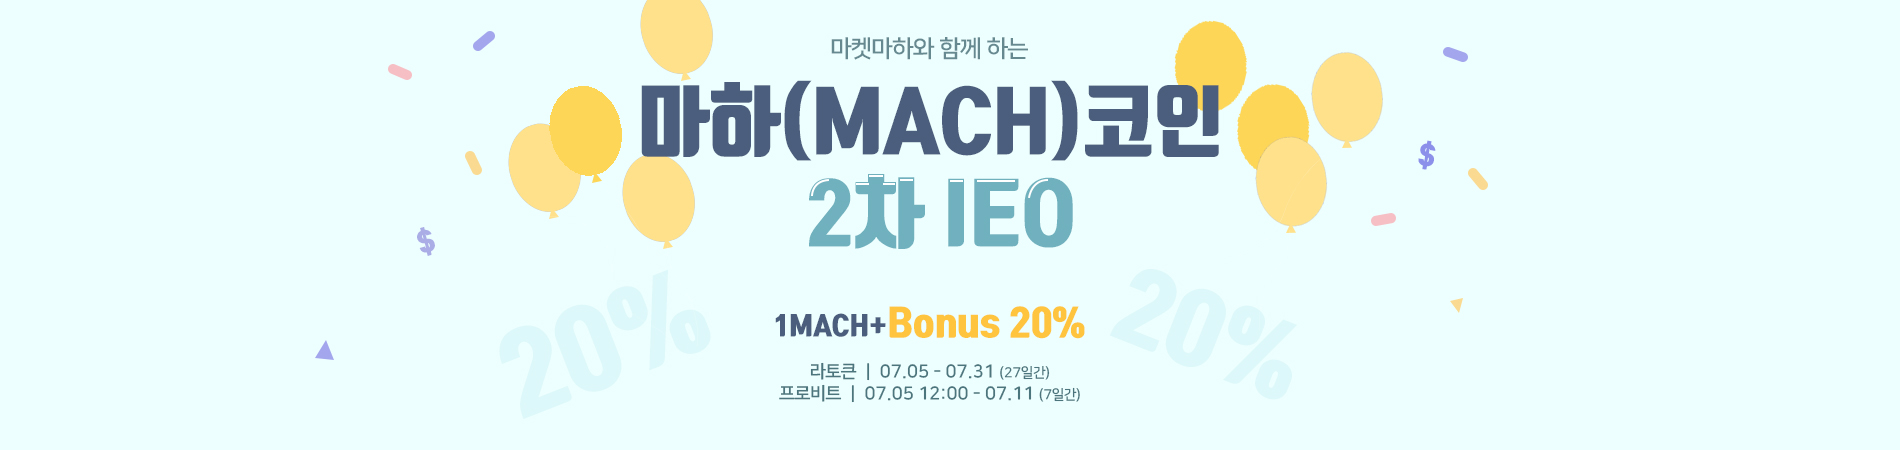 마켓마하와 함께 하는
마하(MACH)코인
2차 IEO
20%
20%
1MACH+Bonus 20%
라토큰 | 07.05 - 07.31 (27일간)
프로비트 | 07.05 12:00 - 07.11 (7일간)
$
$